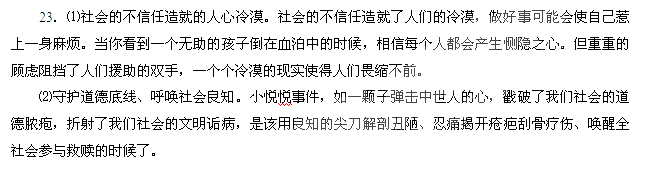 23. ⑴社会的不信任造就的人心冷漠。社会的不信任造就了人们的冷漠，做好事可能会使自己惹
上一身麻烦。当你看到一个无助的孩子倒在血泊中的时候，相信每个人都会产生恻隐之心。但重重的
顾虑阻挡了人们援助的双手，一个个冷漠的现实使得人们畏缩不前。
⑵守护道德底线、呼唤社会良知。小悦悦事件，如一颗子弹击中世人的心，戳破了我们社会的道
德脓疱，折射了我们社会的文明诟病，是该用良知的尖刀解剖丑陋、忍痛揭开疮疤刮骨疗伤、唤醒全
社会参与救赎的时候了。